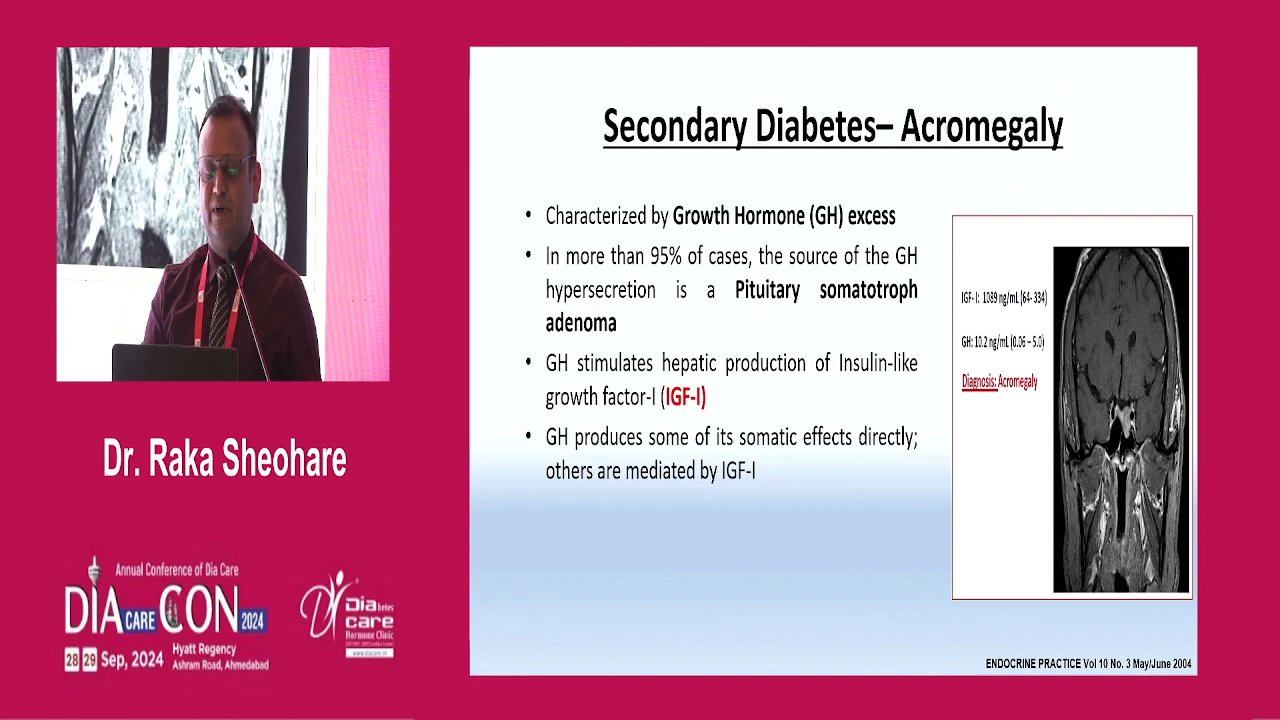 Secondary Diabetes– Acromegaly
• Characterized by Growth Hormone (GH) excess
• In more than 95% of cases, the source of the GH
hypersecretion is a Pituitary somatotroph
adenoma
• GH stimulates hepatic production of Insulin-like
growth factor-I (IGF-I)
• GH produces some of its somatic effects directly;
others are mediated by IGF-I
IGF-I: 1089 ng/mL (64-334)
GH: 10.2 ng/mL (0.06 – 5.0)
Diagnosis: Acromegaly
ENDOCRINE PRACTICE Vol 10 No. 3 May/June 2004
Dr. Raka Sheohare
Annual Conference of Dia Care
DIA CARE CON 2024
28 29 Sep, 2024
Hyatt Regency
Ashram Road, Ahmedabad
Diabetes
care
Hormone Clinic
www.diacare.in